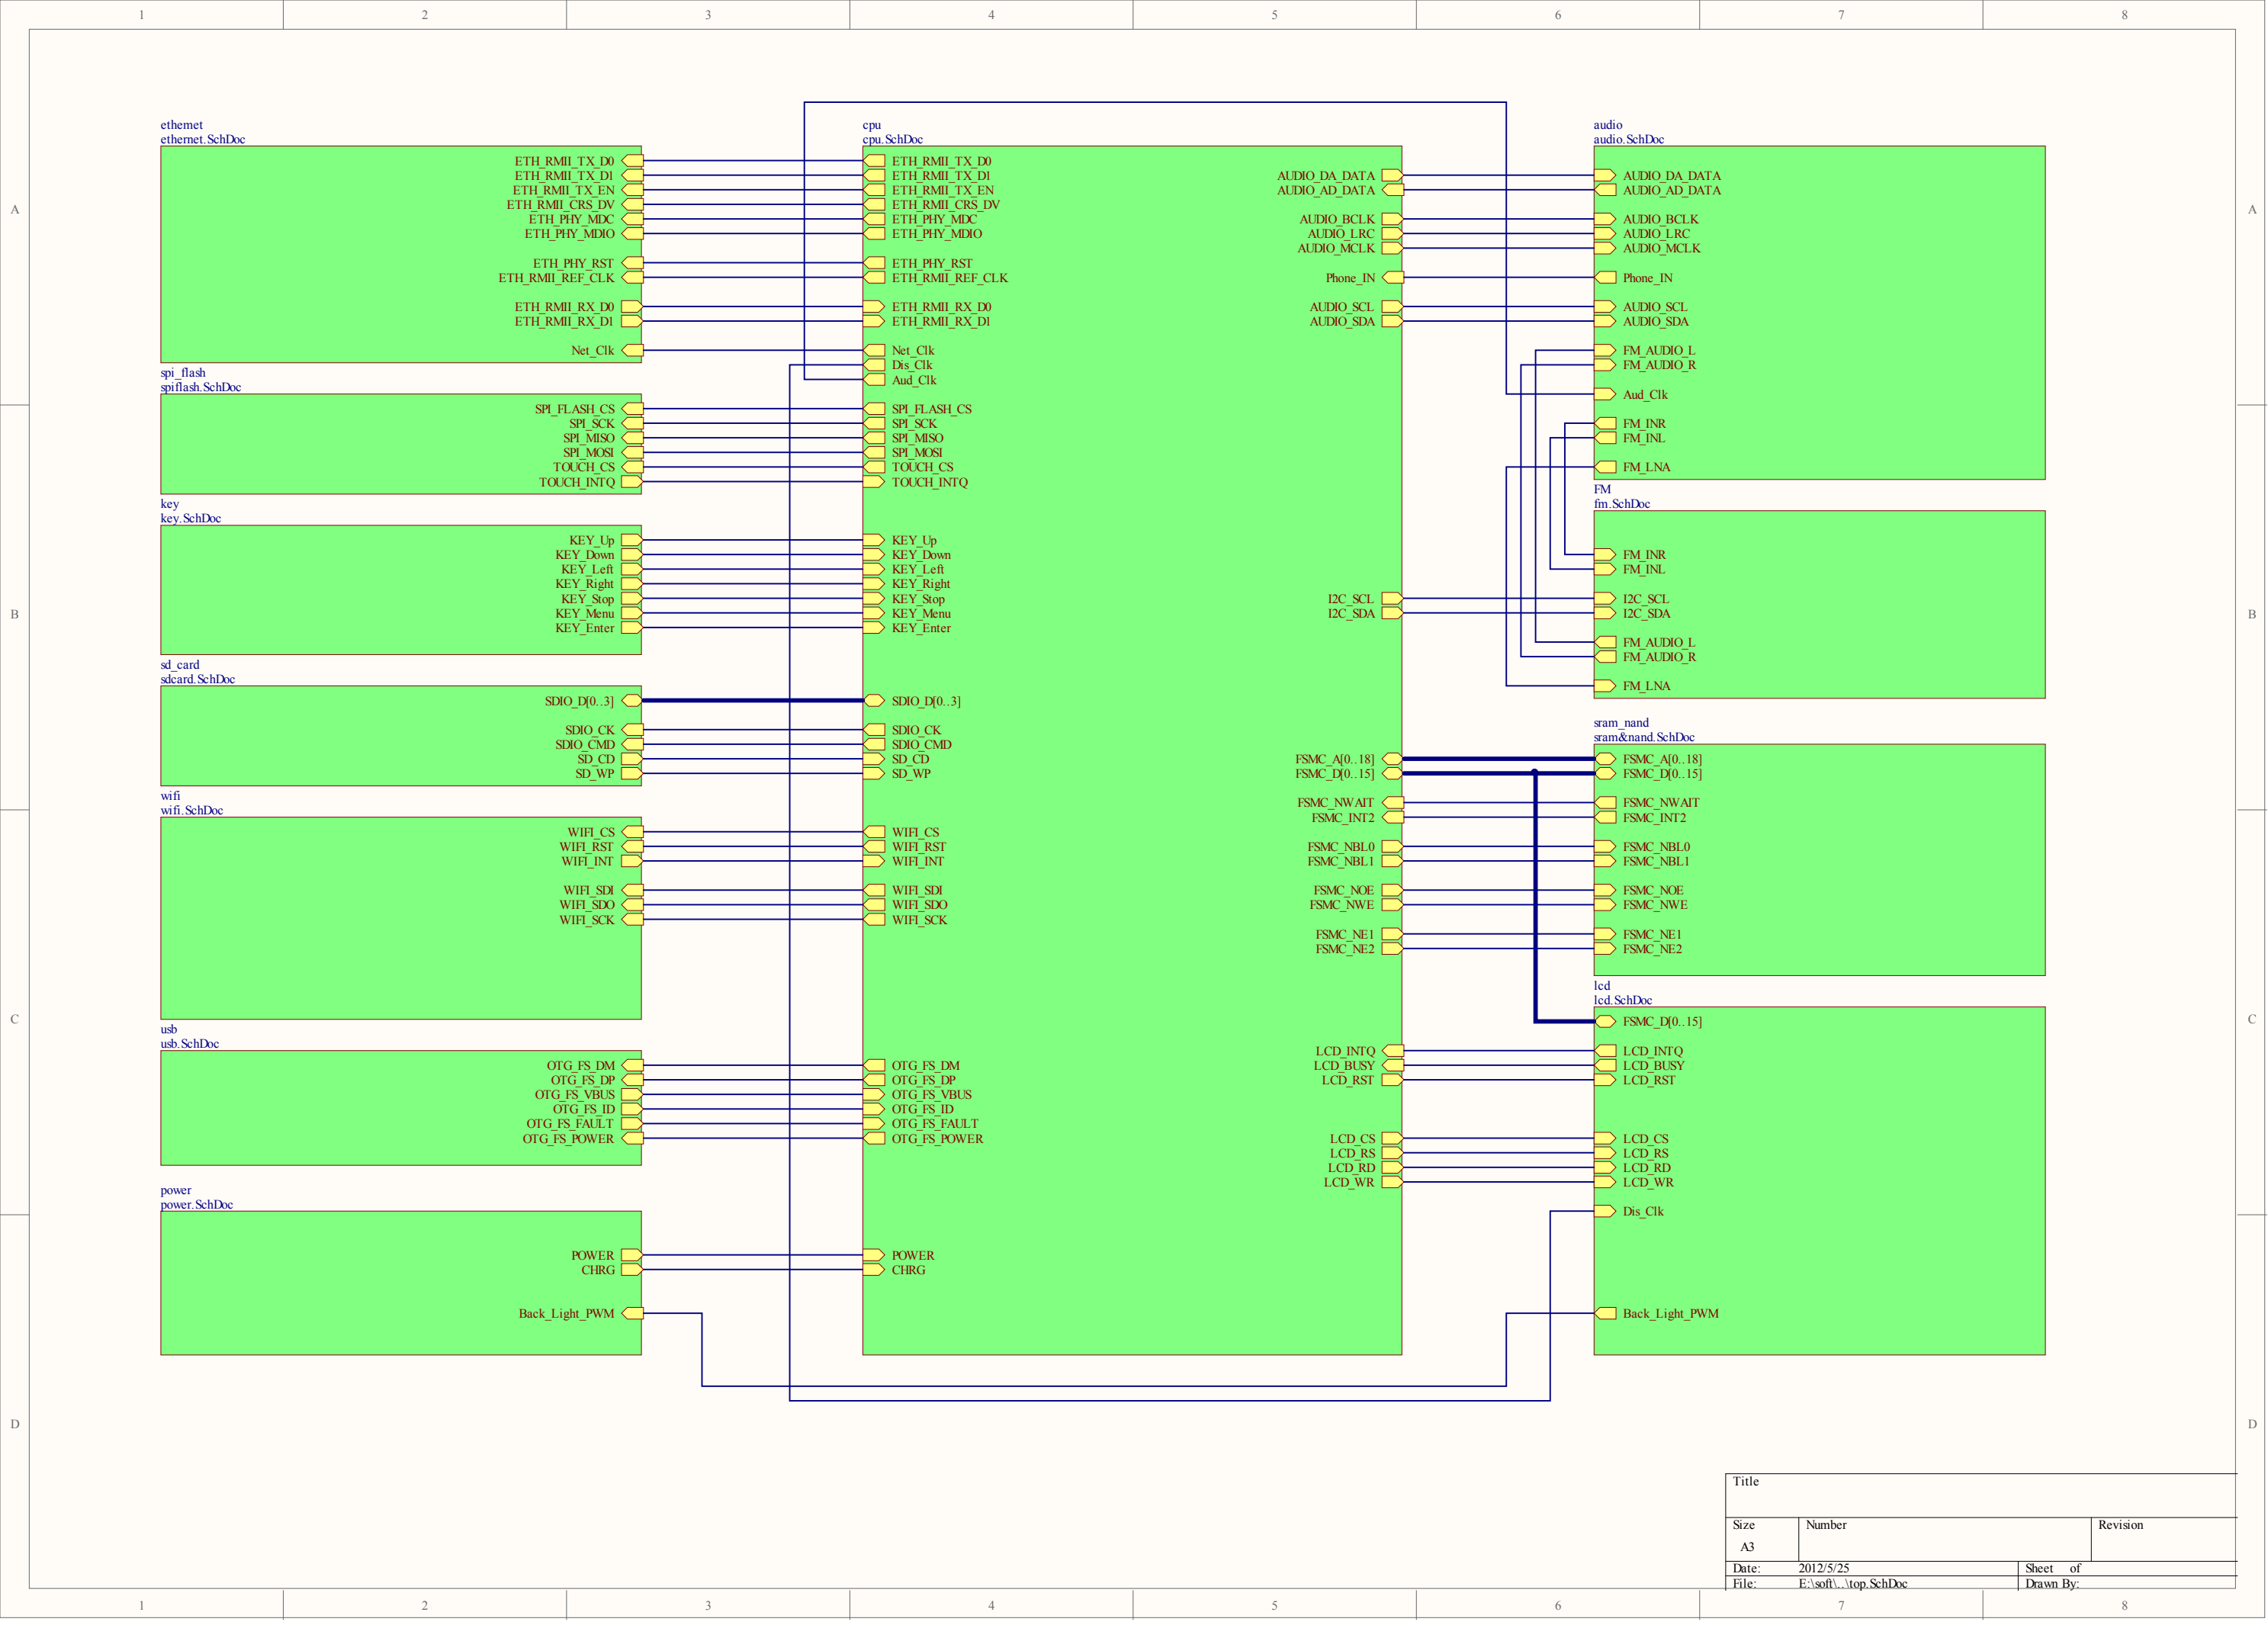 1 2 3 4 5 6 7 8
A
B
C
D
ethernet
ethernet.SchDoc
ETH_RMII_TX_D0
ETH_RMII_TX_D1
ETH_RMII_TX_EN
ETH_RMII_CRS_DV
ETH_PHY_MDC
ETH_PHY_MDIO
ETH_PHY_RST
ETH_RMII_REF_CLK
ETH_RMII_RX_D0
ETH_RMII_RX_D1
Net_Clk
spi_flash
spiflash.SchDoc
SPI_FLASH_CS
SPI_SCK
SPI_MISO
SPI_MOSI
TOUCH_CS
TOUCH_INTQ
key
key.SchDoc
KEY_Up
KEY_Down
KEY_Left
KEY_Right
KEY_Stop
KEY_Menu
KEY_Enter
sd_card
sdcard.SchDoc
SDIO_D[0..3]
SDIO_CK
SDIO_CMD
SD_CD
SD_WP
wifi
wifi.SchDoc
WIFI_CS
WIFI_RST
WIFI_INT
WIFI_SDI
WIFI_SDO
WIFI_SCK
usb
usb.SchDoc
OTG_FS_DM
OTG_FS_DP
OTG_FS_VBUS
OTG_FS_ID
OTG_FS_FAULT
OTG_FS_POWER
power
power.SchDoc
POWER
CHRG
Back_Light_PWM
cpu
cpu.SchDoc
ETH_RMII_TX_D0
ETH_RMII_TX_D1
ETH_RMII_TX_EN
ETH_RMII_CRS_DV
ETH_PHY_MDC
ETH_PHY_MDIO
ETH_PHY_RST
ETH_RMII_REF_CLK
ETH_RMII_RX_D0
ETH_RMII_RX_D1
Net_Clk
Dis_Clk
Aud_Clk
SPI_FLASH_CS
SPI_SCK
SPI_MISO
SPI_MOSI
TOUCH_CS
TOUCH_INTQ
KEY_Up
KEY_Down
KEY_Left
KEY_Right
KEY_Stop
KEY_Menu
KEY_Enter
SDIO_D[0..3]
SDIO_CK
SDIO_CMD
SD_CD
SD_WP
WIFI_CS
WIFI_RST
WIFI_INT
WIFI_SDI
WIFI_SDO
WIFI_SCK
OTG_FS_DM
OTG_FS_DP
OTG_FS_VBUS
OTG_FS_ID
OTG_FS_FAULT
OTG_FS_POWER
POWER
CHRG
AUDIO_DA_DATA
AUDIO_AD_DATA
AUDIO_BCLK
AUDIO_LRC
AUDIO_MCLK
Phone_IN
AUDIO_SCL
AUDIO_SDA
I2C_SCL
I2C_SDA
FSMC_A[0..18]
FSMC_D[0..15]
FSMC_NWAIT
FSMC_INT2
FSMC_NBL0
FSMC_NBL1
FSMC_NOE
FSMC_NWE
FSMC_NE1
FSMC_NE2
LCD_INTQ
LCD_BUSY
LCD_RST
LCD_CS
LCD_RS
LCD_RD
LCD_WR
audio
audio.SchDoc
AUDIO_DA_DATA
AUDIO_AD_DATA
AUDIO_BCLK
AUDIO_LRC
AUDIO_MCLK
Phone_IN
AUDIO_SCL
AUDIO_SDA
FM_AUDIO_L
FM_AUDIO_R
Aud_Clk
FM_INR
FM_INL
FM_LNA
FM
fm.SchDoc
FM_INR
FM_INL
I2C_SCL
I2C_SDA
FM_AUDIO_L
FM_AUDIO_R
FM_LNA
sram_nand
sram&nand.SchDoc
FSMC_A[0..18]
FSMC_D[0..15]
FSMC_NWAIT
FSMC_INT2
FSMC_NBL0
FSMC_NBL1
FSMC_NOE
FSMC_NWE
FSMC_NE1
FSMC_NE2
lcd
lcd.SchDoc
FSMC_D[0..15]
LCD_INTQ
LCD_BUSY
LCD_RST
LCD_CS
LCD_RS
LCD_RD
LCD_WR
Dis_Clk
Back_Light_PWM
A
B
C
D
Title
Size Number Revision
A3
Date: 2012/5/25 Sheet of
File: E:\soft\..\top.SchDoc Drawn By:
1 2 3 4 5 6 7 8